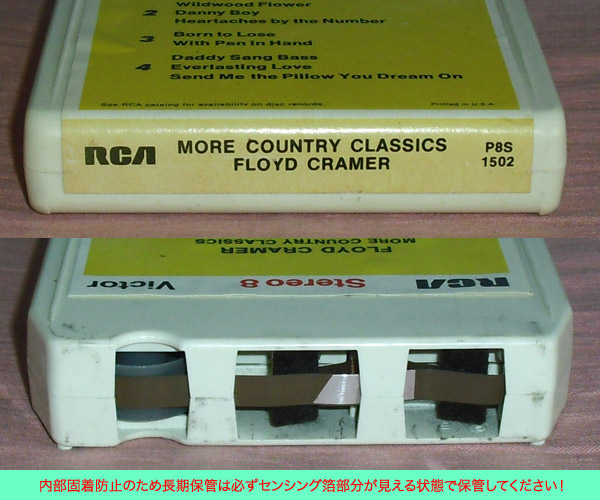 Wildwood Flower
2 Danny Boy
Heartaches by the Number
3 Born to Lose
With Pen in Hand
Daddy Sang Bass
4 Everlasting Love
Send Me the Pillow You Dream On
See RCA catalog for availability on disc records.
Printed in U.S.A.
RCA MORE COUNTRY CLASSICS P8S
FLOYD CRAMER 1502
MORE COUNTRY CLASSICS
FLOYD CRAMER
RCA Stereo 8 Victor
内部固着防止のため長期保管は必ずセンシング箔部分が見える状態で保管してください!